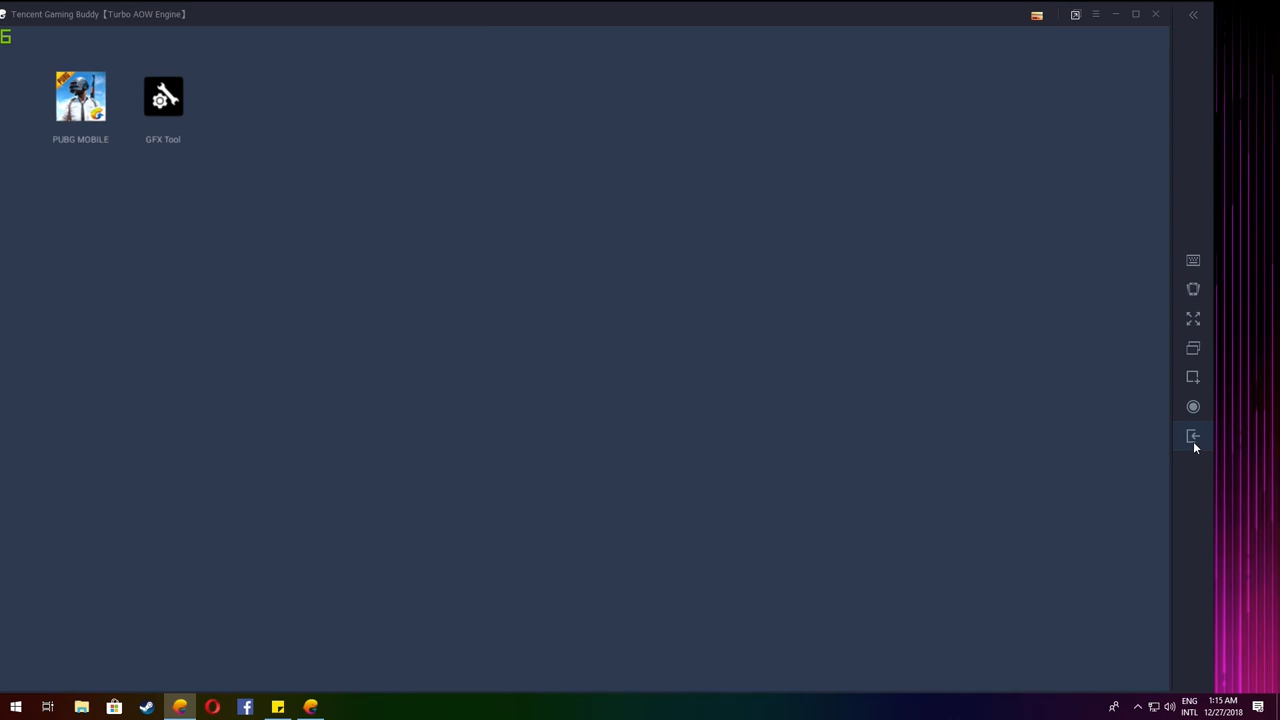 Tencent Gaming Buddy【Turbo AOW Engine】
6
PUBG
PUBG MOBILE
GFX Tool
ENG
INTL
1:15 AM
12/27/2018